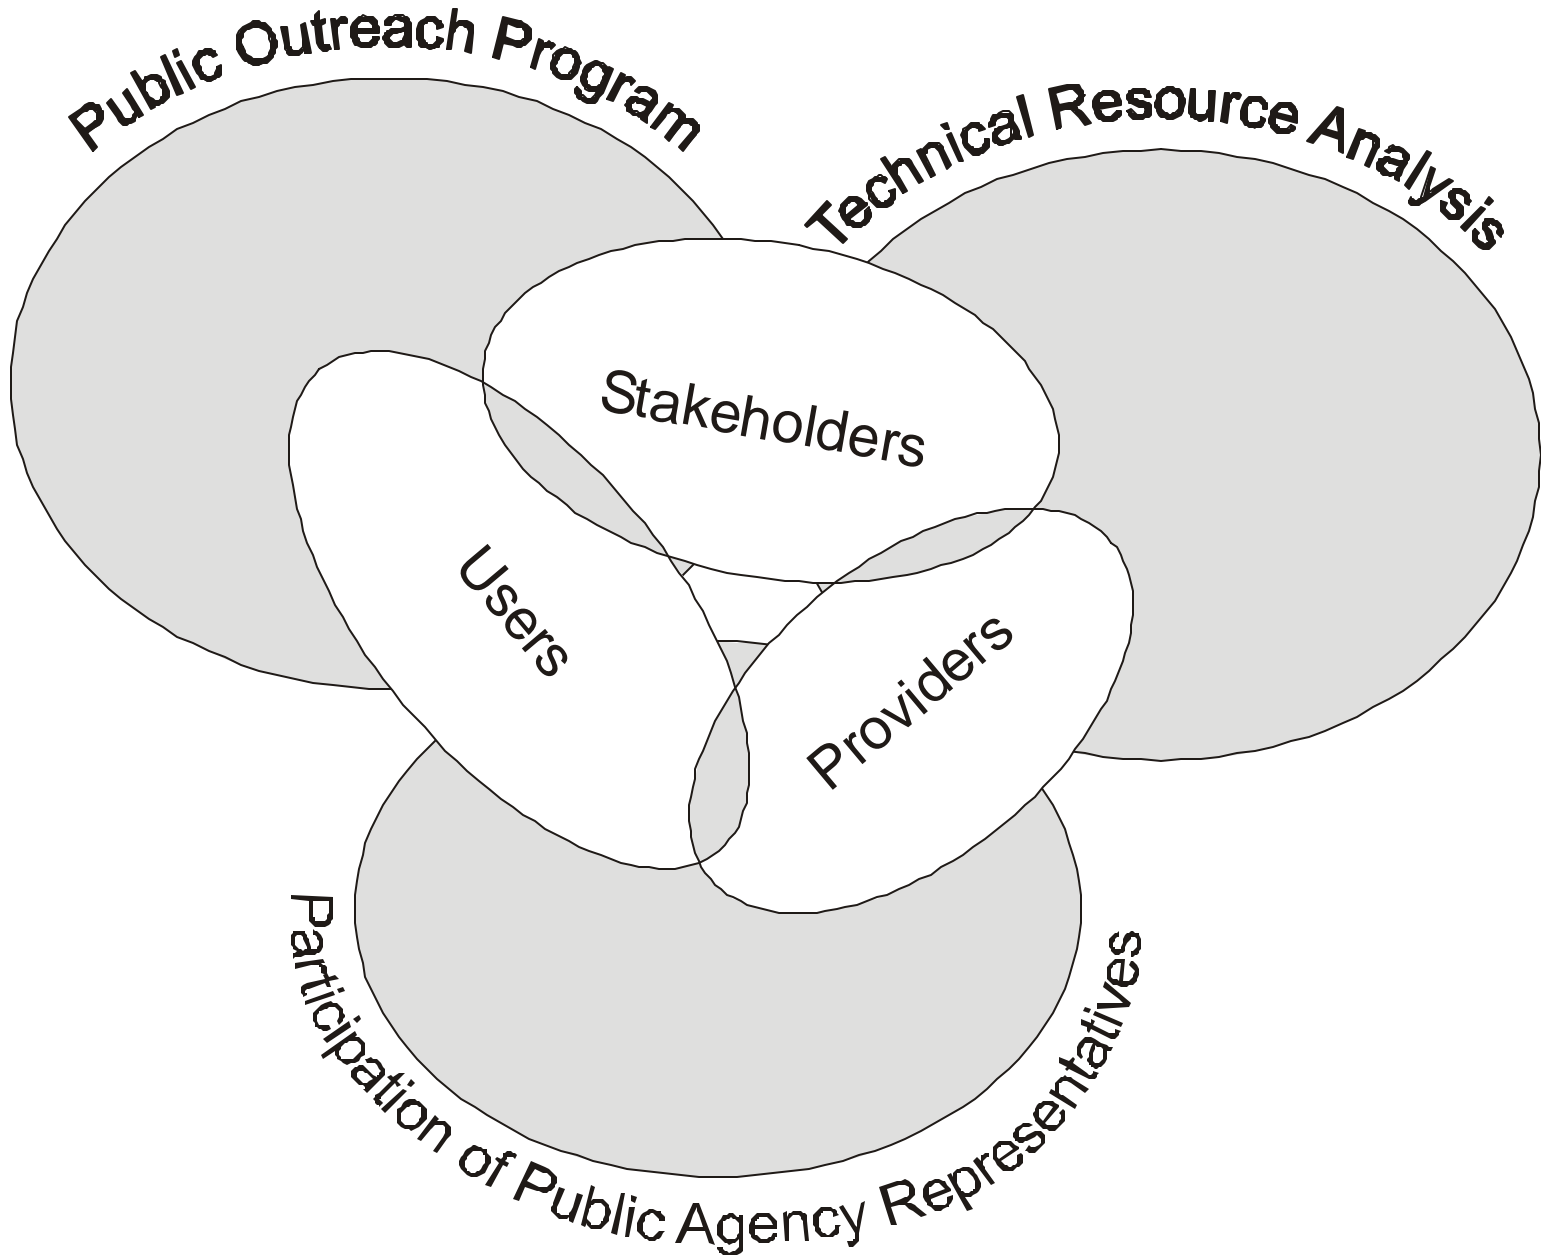 Public Outreach Program
Technical Resource Analysis
Stakeholders
Users
Providers
Participation of Public Agency Representatives